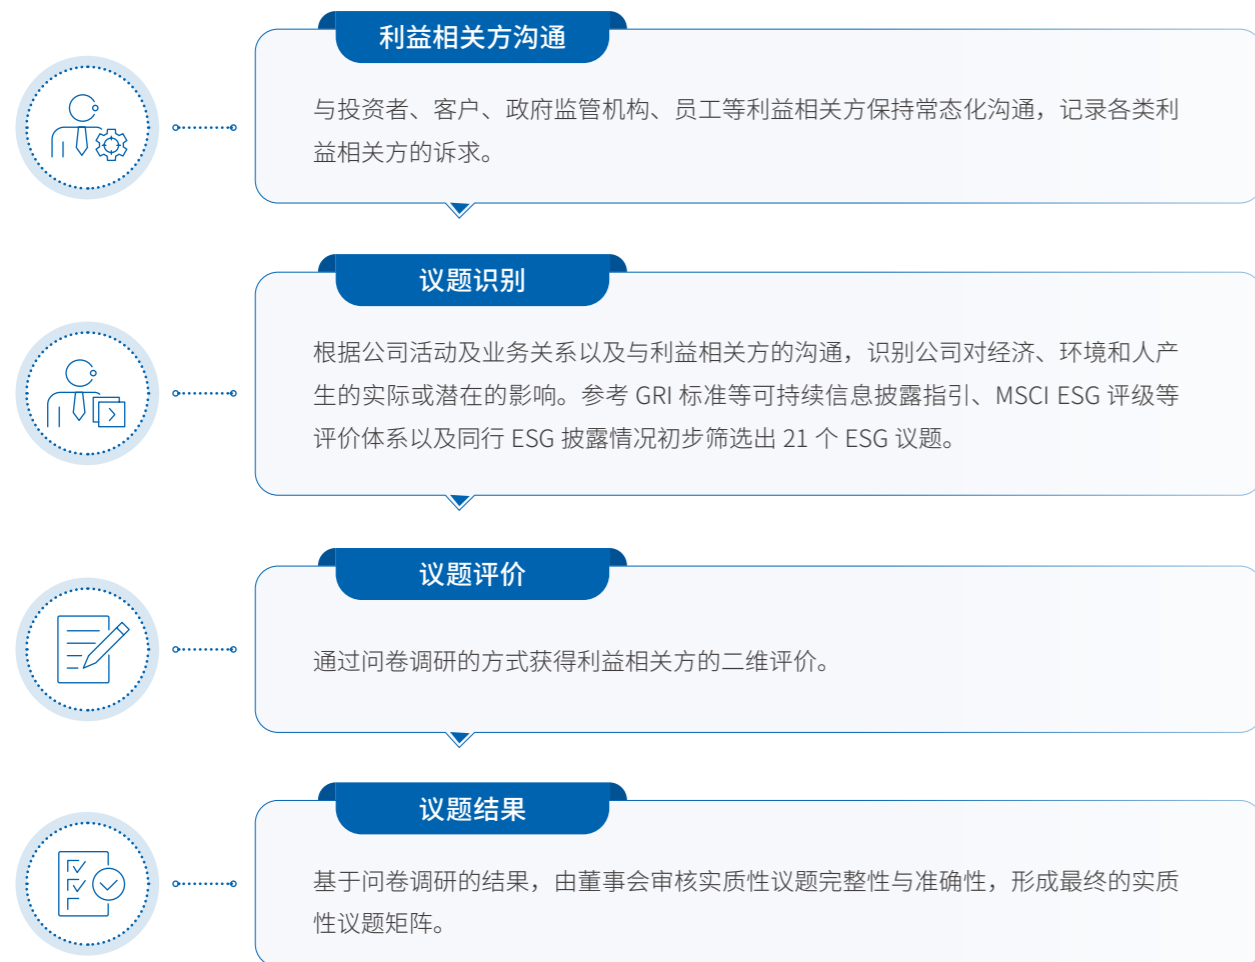 利益相关方沟通
与投资者、客户、政府监管机构、员工等利益相关方保持常态化沟通，记录各类利
益相关方的诉求。
议题识别
根据公司活动及业务关系以及与利益相关方的沟通，识别公司对经济、环境和人产
生的实际或潜在的影响。参考 GRI 标准等可持续信息披露指引、MSCI ESG 评级等
评价体系以及同行 ESG 披露情况初步筛选出 21 个 ESG 议题。
议题评价
通过问卷调研的方式获得利益相关方的二维评价。
议题结果
基于问卷调研的结果，由董事会审核实质性议题完整性与准确性，形成最终的实质
性议题矩阵。